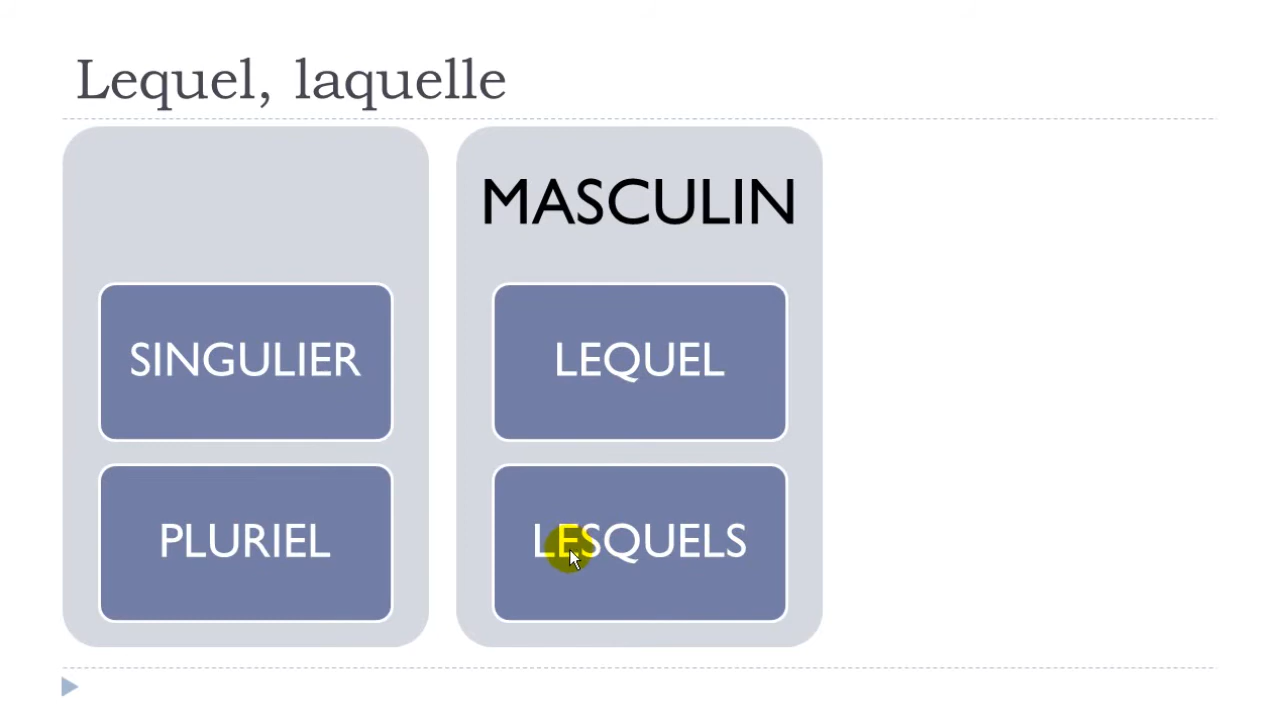 Lequel, laquelle
MASCULIN
SINGULIER
LEQUEL
PLURIEL
LESQUELS